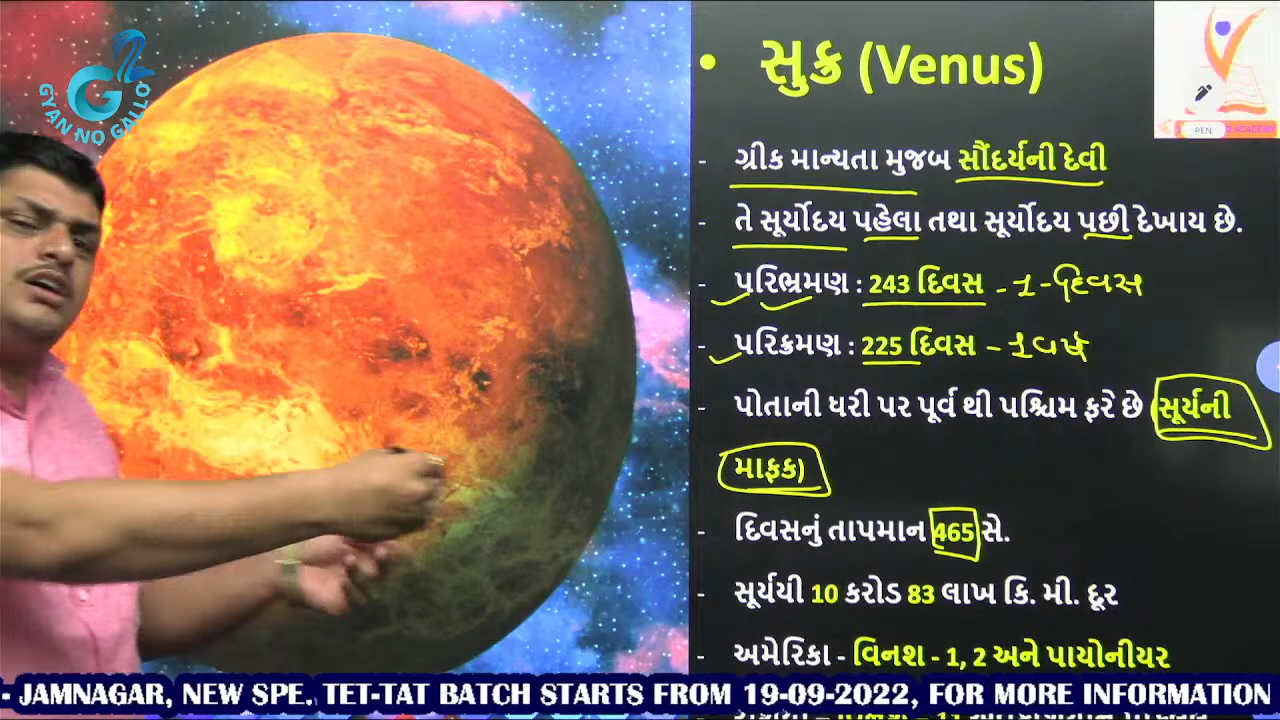 GYAN NO GALLO
• સુક્ર (Venus)
PEN
ACADEMY
- ગ્રીક માન્યતા મુજબ સૌંદર્યની દેવી
- તે સૂર્યોદય પહેલા તથા સૂર્યોદય પછી દેખાય છે.
- પરિભ્રમણ : 243 દિવસ - 1 - દિવસ
- પરિક્રમણ : 225 દિવસ - 1 વર્ષ
- પોતાની ધરી પર પૂર્વ થી પશ્ચિમ ફરે છે (સૂર્યની
માફક)
- દિવસનું તાપમાન 465 સે.
- સૂર્યયી 10 કરોડ 83 લાખ કિ. મી. દૂર
- અમેરિકા - વિનશ - 1, 2 અને પાયોનીયર
- JAMNAGAR, NEW SPE. TET-TAT BATCH STARTS FROM 19-09-2022, FOR MORE INFORMATION